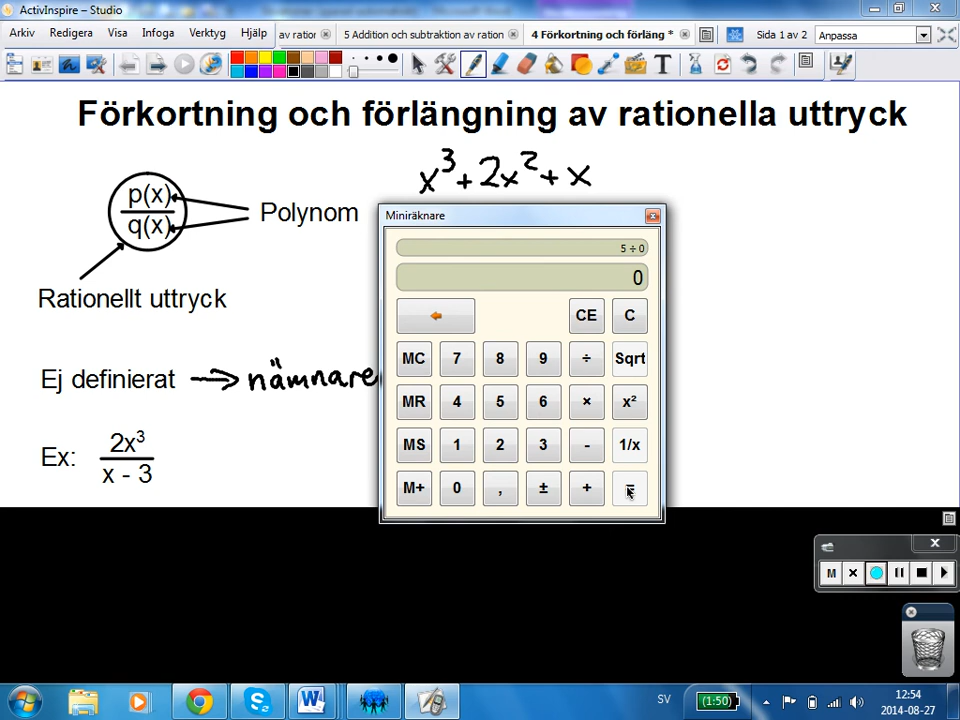 ActivInspire – Studio
Arkiv Redigera Visa Infoga Verktyg Hjälp
av ration 5 Addition och subtraktion av ration 4 Förkortning och förläng * Sida 1 av 2 Anpassa
Förkortning och förlängning av rationella uttryck
x³+2x²+x
p(x)
q(x)
Polynom
Rationellt uttryck
Ej definierat → nämnare
Ex: 2x³
x - 3
Miniräknare
5 ÷ 0
0
CE C
MC 7 8 9 ÷ Sqrt
MR 4 5 6 × x²
MS 1 2 3 - 1/x
M+ 0 , ± + =
M
SV (1:50) 12:54
2014-08-27